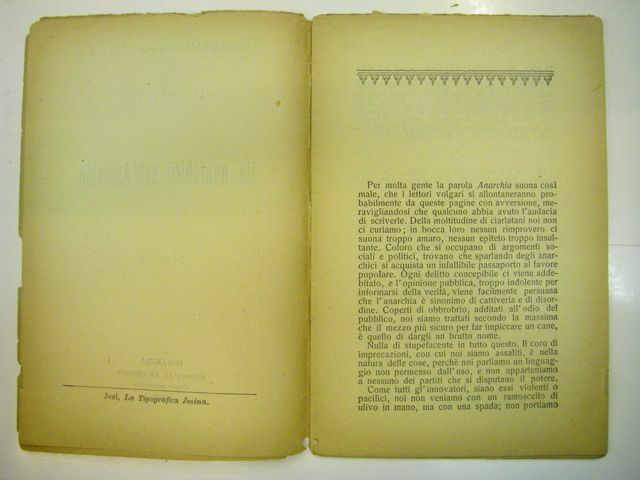 Jesi, La Tipografica Jesina.
Per molta gente la parola Anarchia suona così
male, che i lettori volgari si allontaneranno pro-
babilmente da queste pagine con avversione, me-
ravigliandosi che qualcuno abbia avuto l'audacia
di scriverle. Della moltitudine di ciarlatani noi non
ci curiamo; in bocca loro nessun rimprovero ci
suona troppo amaro, nessun epiteto troppo insul-
tante. Coloro che si occupano di argomenti so-
ciali e politici, trovano che sparlando degli anar-
chici si acquista un infallibile passaporto al favore
popolare. Ogni delitto concepibile ci viene adde-
bitato, e l'opinione pubblica, troppo indolente per
informarsi della verità, viene facilmente persuasa
che l'anarchia è sinonimo di cattiveria e di disor-
dine. Coperti di obbrobrio, additati all'odio del
pubblico, noi siamo trattati secondo la massima
che il mezzo più sicuro per far impiccare un cane,
è quello di dargli un brutto nome.
Nulla di stupefacente in tutto questo. Il coro di
imprecazioni, con cui noi siamo assaliti, è nella
natura delle cose, perchè noi parliamo un linguag-
gio non permesso dall'uso, e non apparteniamo
a nessuno dei partiti che si disputano il potere.
Come tutti gl'innovatori, siano essi violenti o
pacifici, noi non veniamo con un ramoscello di
ulivo in mano, ma con una spada; non portiamo